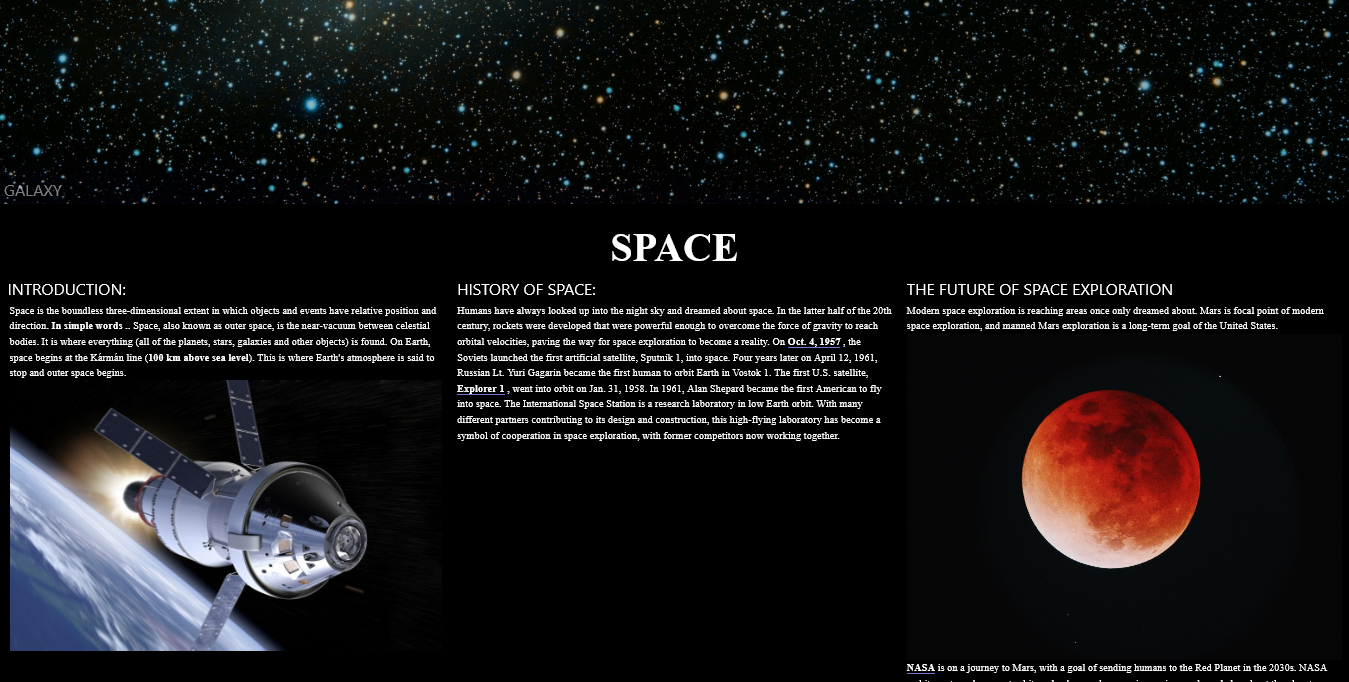 GALAXY
SPACE
INTRODUCTION:
Space is the boundless three-dimensional extent in which objects and events have relative position and
direction. In simple words .. Space, also known as outer space, is the near-vacuum between celestial
bodies. It is where everything (all of the planets, stars, galaxies and other objects) is found. On Earth,
space begins at the Kármán line (100 km above sea level). This is where Earth's atmosphere is said to
stop and outer space begins.
HISTORY OF SPACE:
Humans have always looked up into the night sky and dreamed about space. In the latter half of the 20th
century, rockets were developed that were powerful enough to overcome the force of gravity to reach
orbital velocities, paving the way for space exploration to become a reality. On Oct. 4, 1957 , the
Soviets launched the first artificial satellite, Sputnik 1, into space. Four years later on April 12, 1961,
Russian Lt. Yuri Gagarin became the first human to orbit Earth in Vostok 1. The first U.S. satellite,
Explorer 1 , went into orbit on Jan. 31, 1958. In 1961, Alan Shepard became the first American to fly
into space. The International Space Station is a research laboratory in low Earth orbit. With many
different partners contributing to its design and construction, this high-flying laboratory has become a
symbol of cooperation in space exploration, with former competitors now working together.
THE FUTURE OF SPACE EXPLORATION
Modern space exploration is reaching areas once only dreamed about. Mars is focal point of modern
space exploration, and manned Mars exploration is a long-term goal of the United States.
NASA is on a journey to Mars, with a goal of sending humans to the Red Planet in the 2030s. NASA